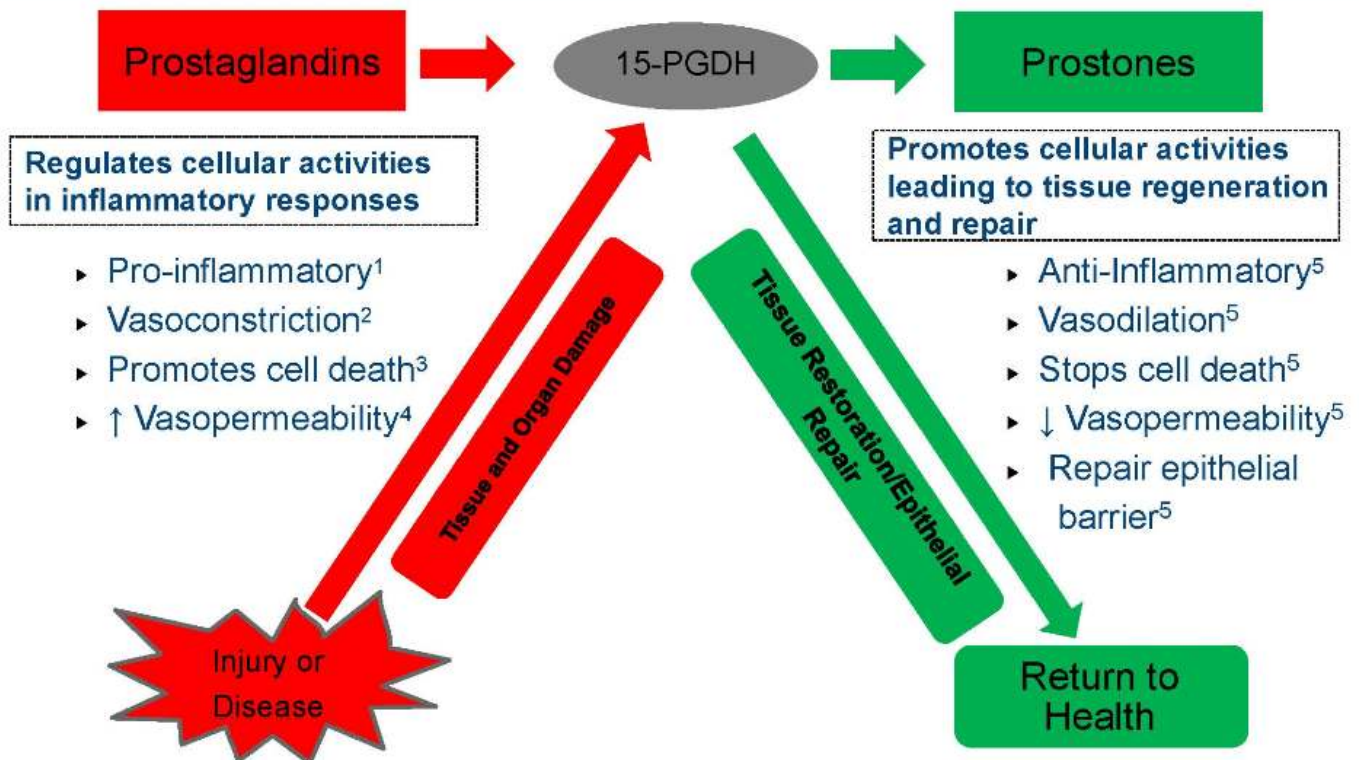 Prostaglandins
15-PGDH
Prostones
Regulates cellular activities
in inflammatory responses
▸ Pro-inflammatory¹
▸ Vasoconstriction²
▸ Promotes cell death³
▸ ↑ Vasopermeability⁴
Promotes cellular activities
leading to tissue regeneration
and repair
▸ Anti-Inflammatory⁵
▸ Vasodilation⁵
▸ Stops cell death⁵
▸ ↓ Vasopermeability⁵
▸ Repair epithelial
barrier⁵
Tissue and Organ Damage
Tissue Restoration/Epithelial
Repair
Injury or
Disease
Return to
Health